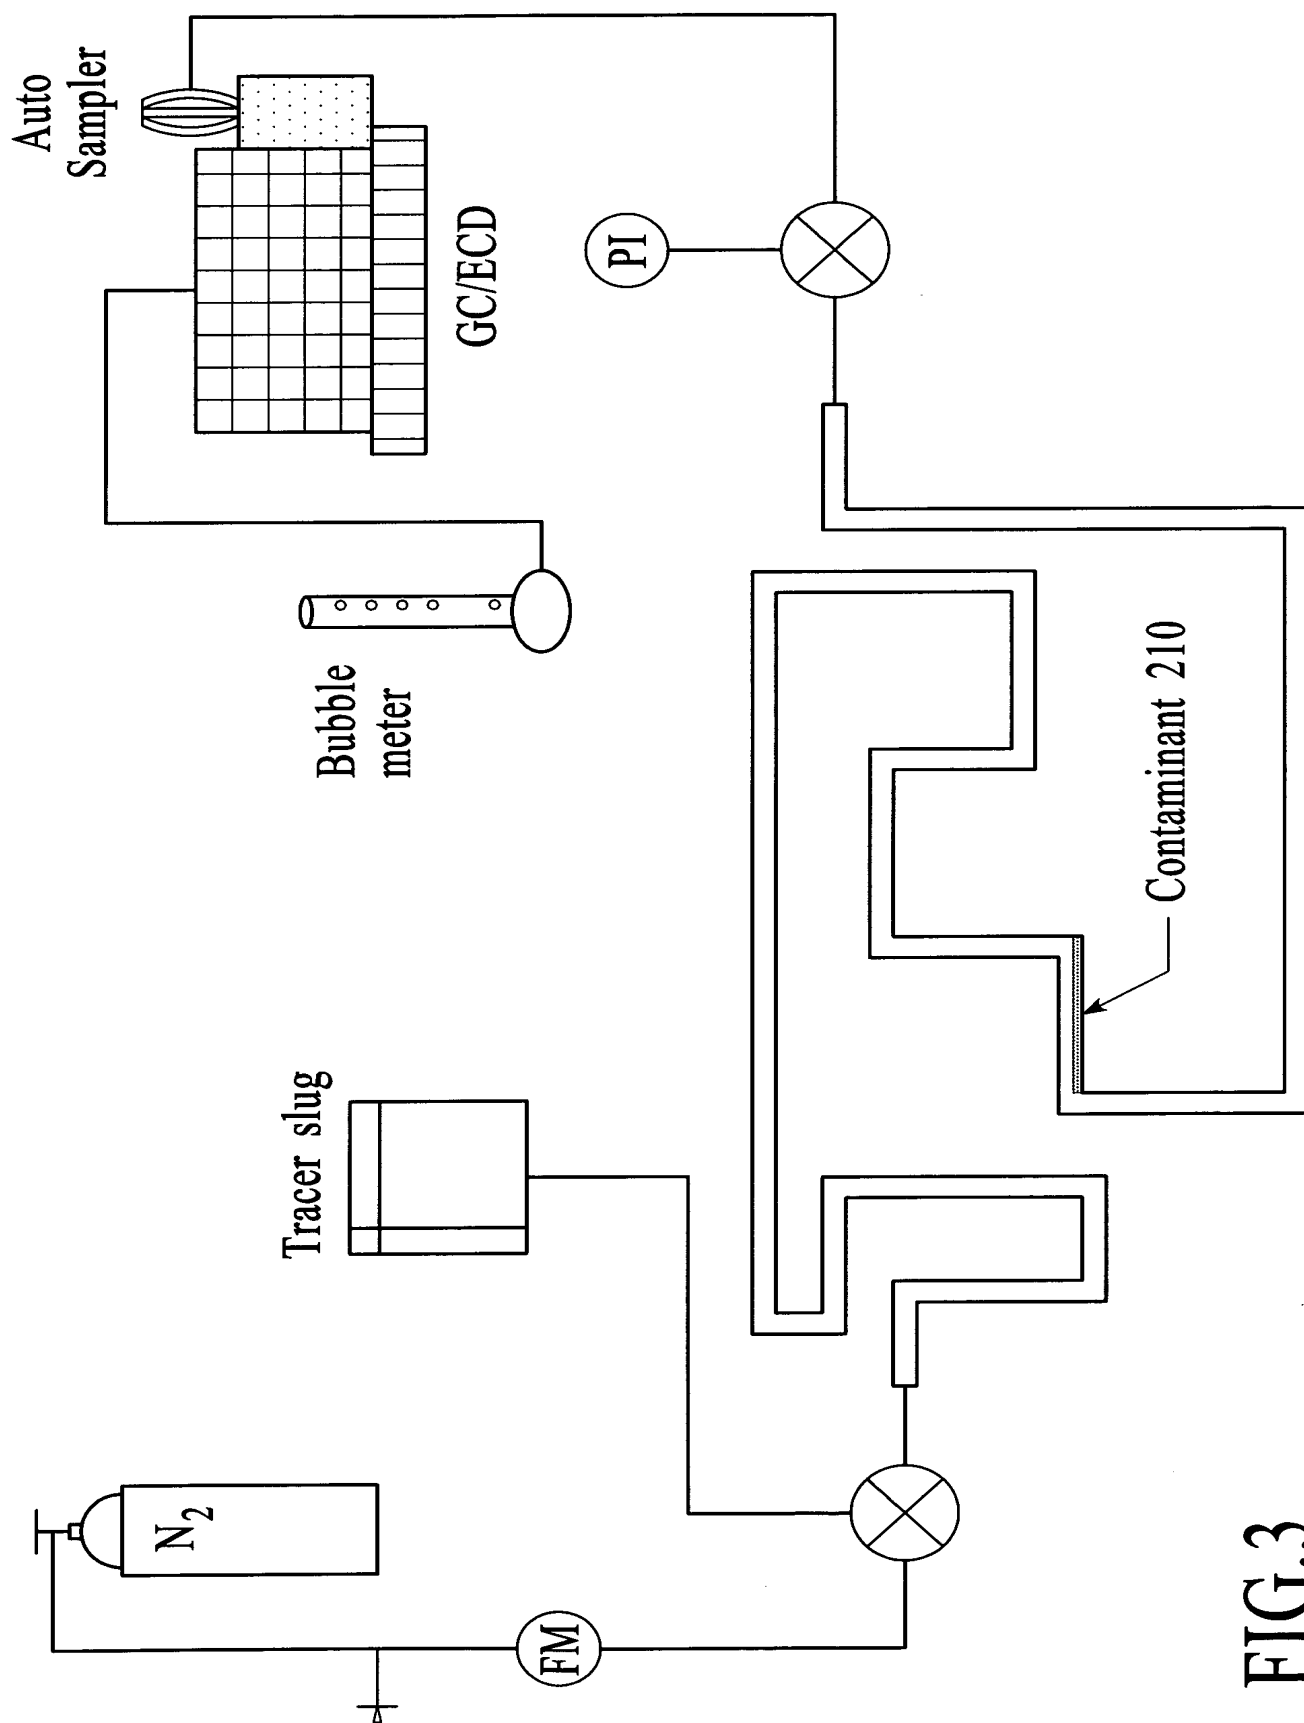 N2
FM
Tracer slug
Bubble
meter
Auto
Sampler
GC/ECD
PI
Contaminant 210
FIG.3